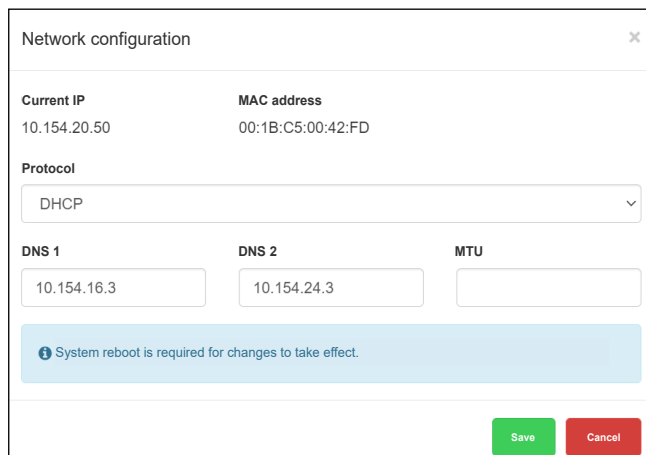 Network configuration ×
Current IP MAC address
10.154.20.50 00:1B:C5:00:42:FD
Protocol
DHCP
DNS 1 DNS 2 MTU
10.154.16.3 10.154.24.3
System reboot is required for changes to take effect.
Save Cancel